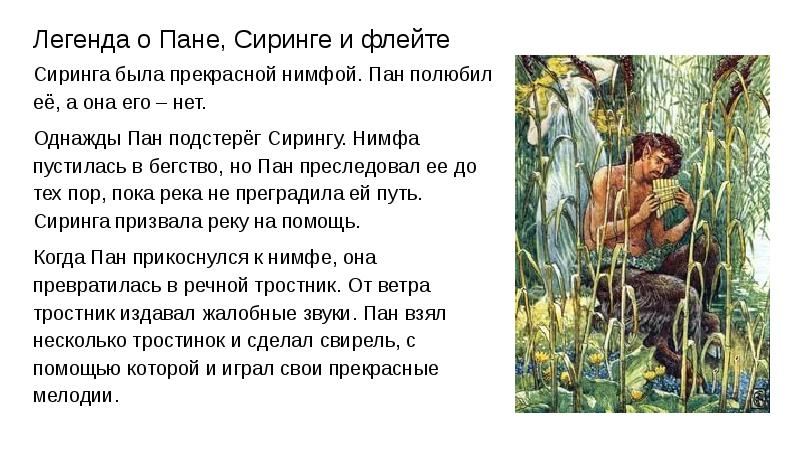 Легенда о Пане, Сиринге и флейте
Сиринга была прекрасной нимфой. Пан полюбил
её, а она его – нет.
Однажды Пан подстерёг Сирингу. Нимфа
пустилась в бегство, но Пан преследовал ее до
тех пор, пока река не преградила ей путь.
Сиринга призвала реку на помощь.
Когда Пан прикоснулся к нимфе, она
превратилась в речной тростник. От ветра
тростник издавал жалобные звуки. Пан взял
несколько тростинок и сделал свирель, с
помощью которой и играл свои прекрасные
мелодии.